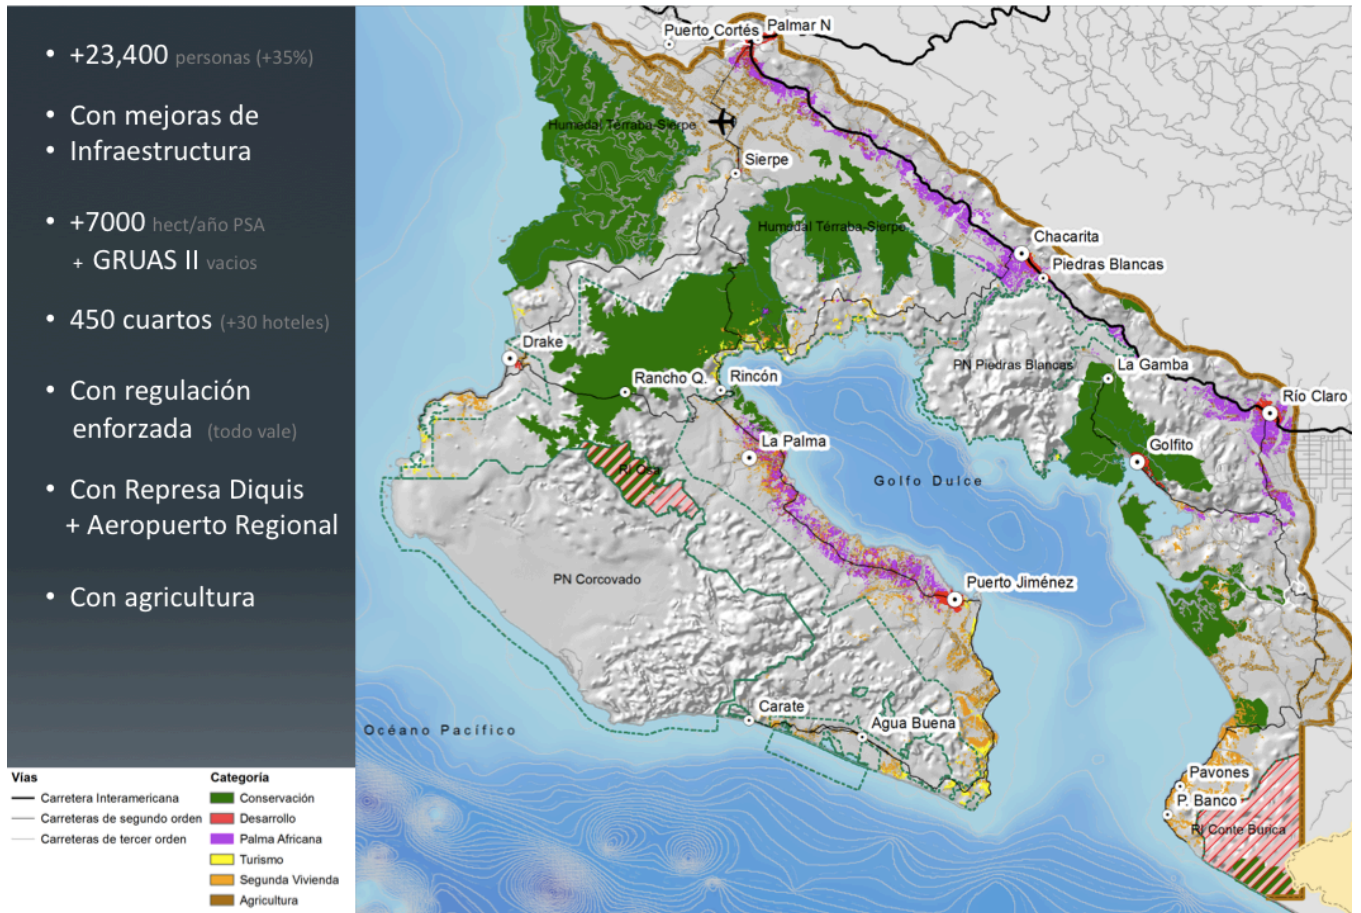 • +23,400 personas (+35%)
• Con mejoras de
• Infraestructura
• +7000 hect/año PSA
+ GRUAS II vacios
• 450 cuartos (+30 hoteles)
• Con regulación
enforzada (todo vale)
• Con Represa Diquis
+ Aeropuerto Regional
• Con agricultura
Puerto Cortés
Palmar N
Humedal Térraba-Sierpe
Sierpe
Humedal Térraba-Sierpe
Chacarita
Piedras Blancas
Drake
PN Piedras Blancas
La Gamba
Rancho Q.
Rincón
Río Claro
La Palma
Golfito
RI Osa
Golfo Dulce
PN Corcovado
Puerto Jiménez
Carate
Agua Buena
Océano Pacífico
Pavones
P. Banco
RI Conte Burica
Vías
Carretera Interamericana
Carreteras de segundo orden
Carreteras de tercer orden
Categoría
Conservación
Desarrollo
Palma Africana
Turismo
Segunda Vivienda
Agricultura